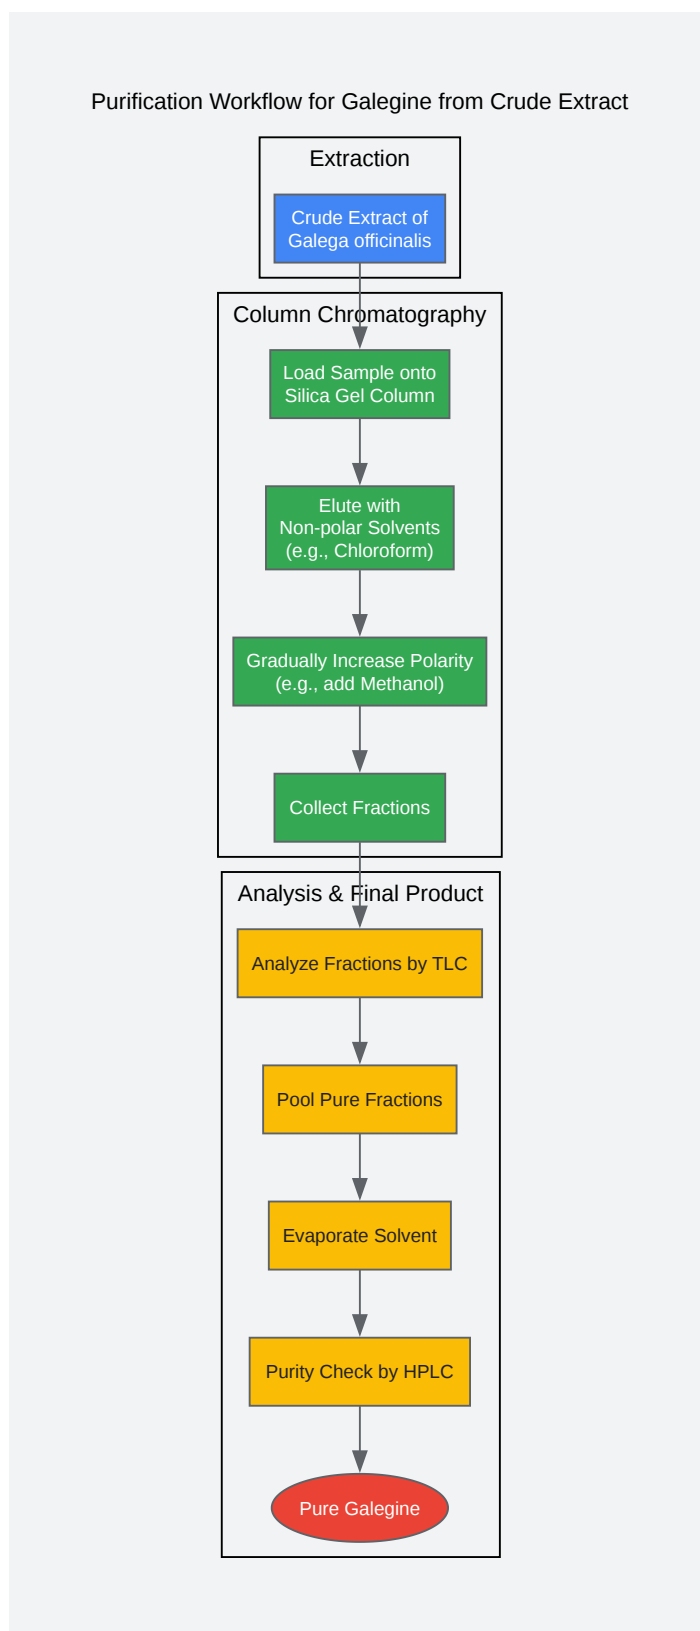 Purification Workflow for Galegine from Crude Extract
Extraction
Crude Extract of
Galega officinalis
Column Chromatography
Load Sample onto
Silica Gel Column
Elute with
Non-polar Solvents
(e.g., Chloroform)
Gradually Increase Polarity
(e.g., add Methanol)
Collect Fractions
Analysis & Final Product
Analyze Fractions by TLC
Pool Pure Fractions
Evaporate Solvent
Purity Check by HPLC
Pure Galegine